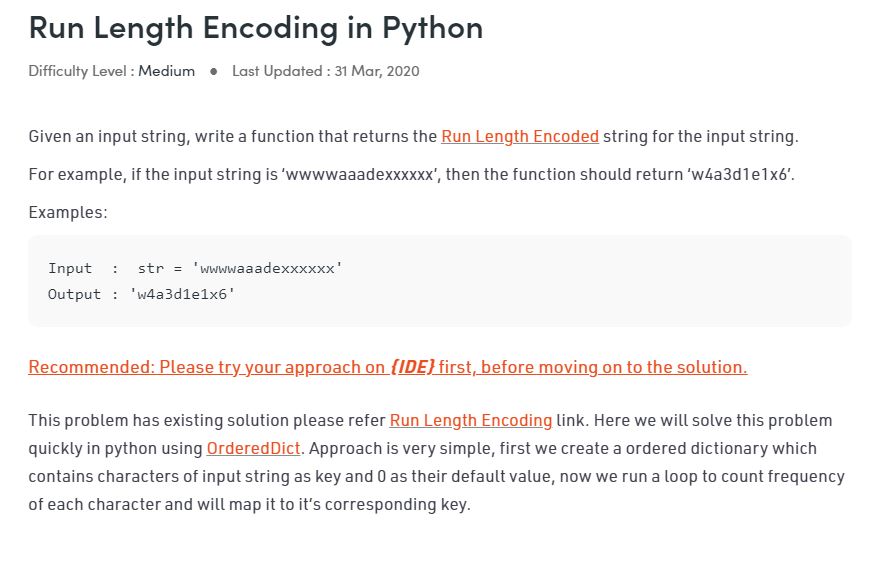 Run Length Encoding in Python
Difficulty Level : Medium ● Last Updated : 31 Mar, 2020
Given an input string, write a function that returns the Run Length Encoded string for the input string.
For example, if the input string is ‘wwwwaaadexxxxxx’, then the function should return ‘w4a3d1e1x6’.
Examples:
Input  :  str = 'wwwwaaadexxxxxx'
Output : 'w4a3d1e1x6'
Recommended: Please try your approach on {IDE} first, before moving on to the solution.
This problem has existing solution please refer Run Length Encoding link. Here we will solve this problem
quickly in python using OrderedDict. Approach is very simple, first we create a ordered dictionary which
contains characters of input string as key and 0 as their default value, now we run a loop to count frequency
of each character and will map it to it’s corresponding key.